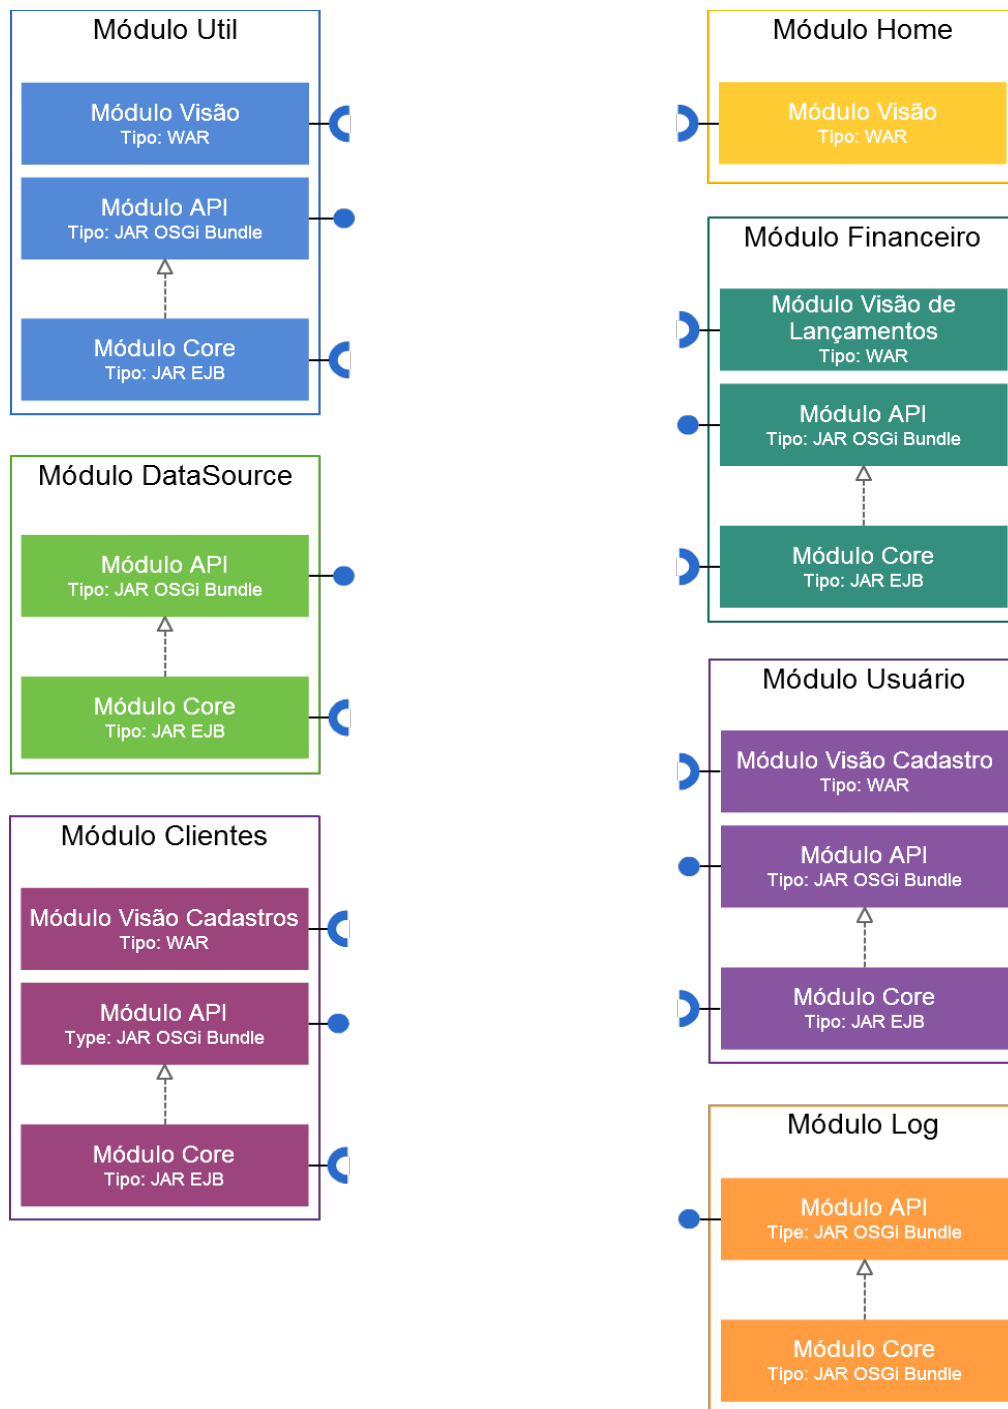 Módulo Util
Módulo Visão
Tipo: WAR
Módulo API
Tipo: JAR OSGi Bundle
Módulo Core
Tipo: JAR EJB
Módulo DataSource
Módulo API
Tipo: JAR OSGi Bundle
Módulo Core
Tipo: JAR EJB
Módulo Clientes
Módulo Visão Cadastros
Tipo: WAR
Módulo API
Type: JAR OSGi Bundle
Módulo Core
Tipo: JAR EJB
Módulo Home
Módulo Visão
Tipo: WAR
Módulo Financeiro
Módulo Visão de
Lançamentos
Tipo: WAR
Módulo API
Tipo: JAR OSGi Bundle
Módulo Core
Tipo: JAR EJB
Módulo Usuário
Módulo Visão Cadastro
Tipo: WAR
Módulo API
Tipo: JAR OSGi Bundle
Módulo Core
Tipo: JAR EJB
Módulo Log
Módulo API
Tipe: JAR OSGi Bundle
Módulo Core
Tipo: JAR OSGi Bundle